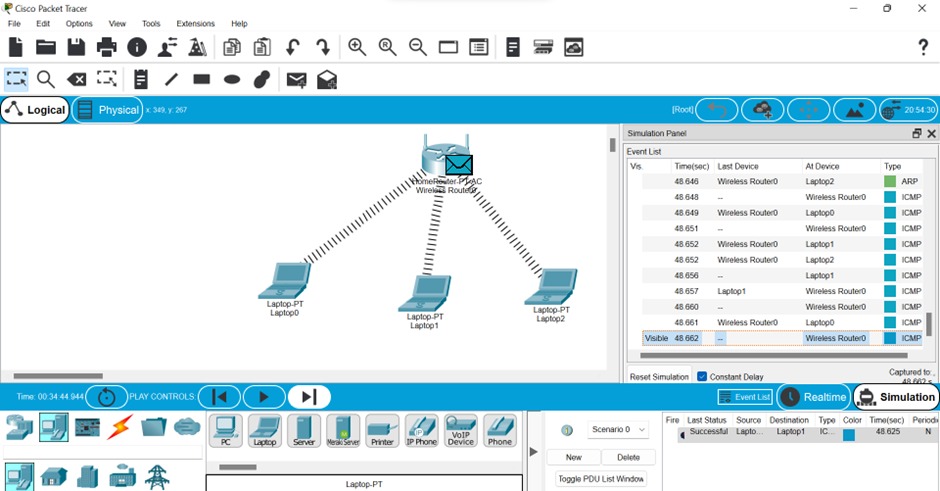 Cisco Packet Tracer
File Edit Options View Tools Extensions Help
Logical Physical x: 349, y: 267 [Root] 20:54:30
Simulation Panel
Event List
Vis. Time(sec) Last Device At Device Type
48.646 Wireless Router0 Laptop2 ARP
48.648 -- Wireless Router0 ICMP
48.649 Wireless Router0 Laptop0 ICMP
48.651 -- Wireless Router0 ICMP
48.652 Wireless Router0 Laptop1 ICMP
48.652 Wireless Router0 Laptop2 ICMP
48.656 -- Laptop1 ICMP
48.657 Laptop1 Wireless Router0 ICMP
48.660 -- Wireless Router0 ICMP
48.661 Wireless Router0 Laptop0 ICMP
Visible 48.662 -- Wireless Router0 ICMP
HomeRouter-PT-AC
Wireless Router0
Laptop-PT
Laptop0
Laptop-PT
Laptop1
Laptop-PT
Laptop2
Reset Simulation Constant Delay Captured to:
48.662 s
Time: 00:34:44.944 PLAY CONTROLS: Event List Realtime Simulation
PC Laptop Server Meraki Server Printer IP Phone VoIP Device Phone
Laptop-PT
Scenario 0
New Delete
Toggle PDU List Window
Fire Last Status Source Destination Type Color Time(sec) Periodi
Successful Lapto... Laptop1 IC... 48.625